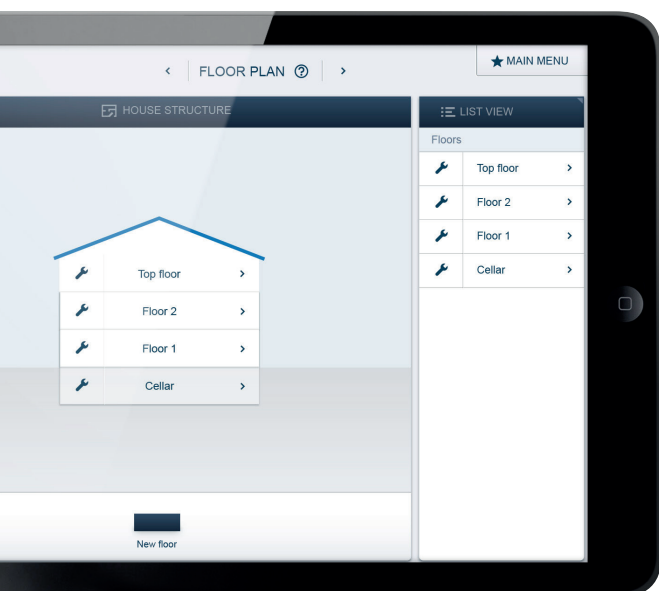 FLOOR PLAN
MAIN MENU
HOUSE STRUCTURE
Top floor
Floor 2
Floor 1
Cellar
New floor
LIST VIEW
Floors
Top floor
Floor 2
Floor 1
Cellar